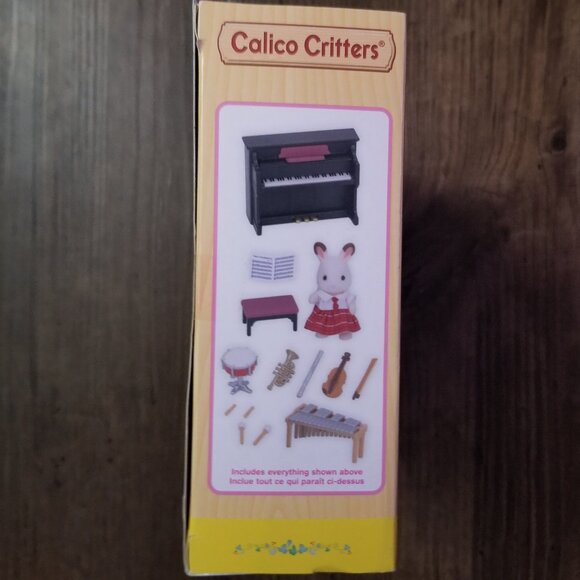 Calico Critters®
Includes everything shown above
Inclue tout ce qui paraît ci-dessus